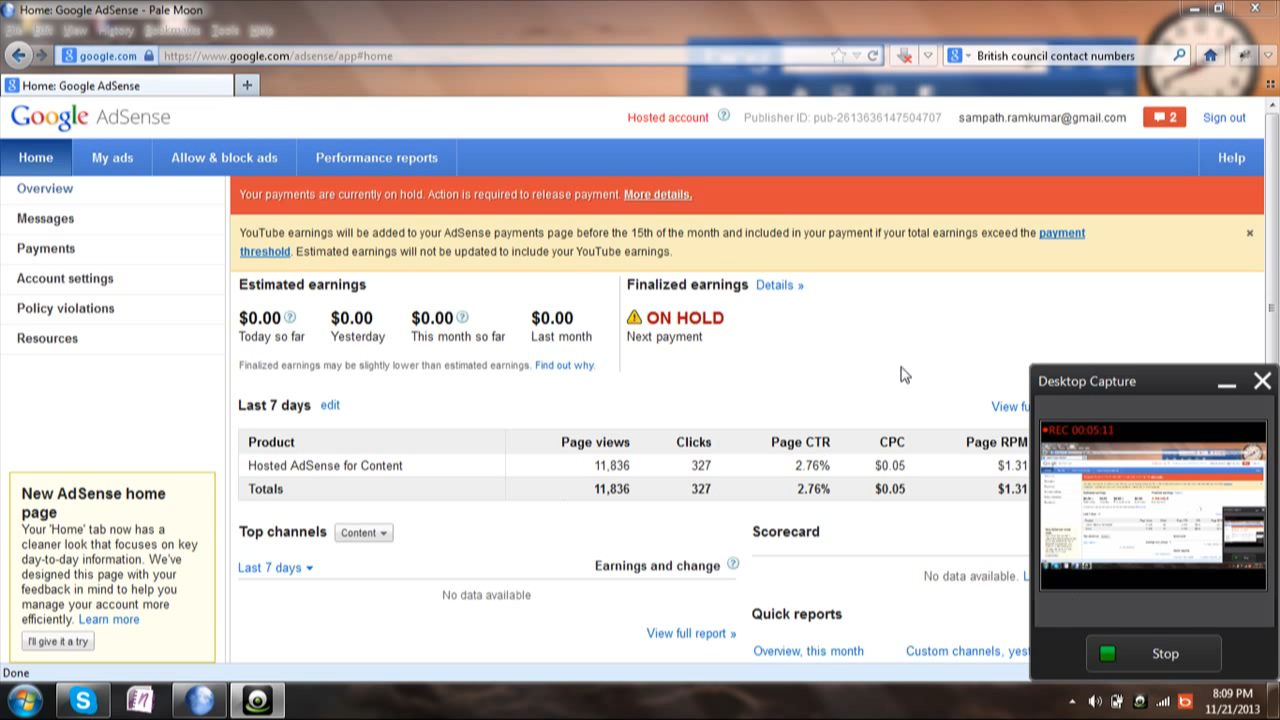 Home: Google AdSense - Pale Moon
File Edit View History Bookmarks Tools Help
google.com https://www.google.com/adsense/app#home British council contact numbers
Home: Google AdSense
Google AdSense Hosted account Publisher ID: pub-2613636147504707 sampath.ramkumar@gmail.com 2 Sign out
Home My ads Allow & block ads Performance reports Help
Overview
Messages
Payments
Account settings
Policy violations
Resources
Your payments are currently on hold. Action is required to release payment. More details.
YouTube earnings will be added to your AdSense payments page before the 15th of the month and included in your payment if your total earnings exceed the payment
threshold. Estimated earnings will not be updated to include your YouTube earnings.
Estimated earnings
$0.00 $0.00 $0.00 $0.00
Today so far Yesterday This month so far Last month
Finalized earnings may be slightly lower than estimated earnings. Find out why.
Finalized earnings Details »
ON HOLD
Next payment
Last 7 days edit
View fu
Product Page views Clicks Page CTR CPC Page RPM
Hosted AdSense for Content 11,836 327 2.76% $0.05 $1.31
Totals 11,836 327 2.76% $0.05 $1.31
Top channels Content
Last 7 days
Earnings and change
No data available
View full report »
Scorecard
No data available.
Quick reports
Overview, this month Custom channels, yes
New AdSense home
page
Your 'Home' tab now has a
cleaner look that focuses on key
day-to-day information. We've
designed this page with your
feedback in mind to help you
manage your account more
efficiently. Learn more
I'll give it a try
Desktop Capture
REC 00:05:11
Stop
Done
8:09 PM
11/21/2013